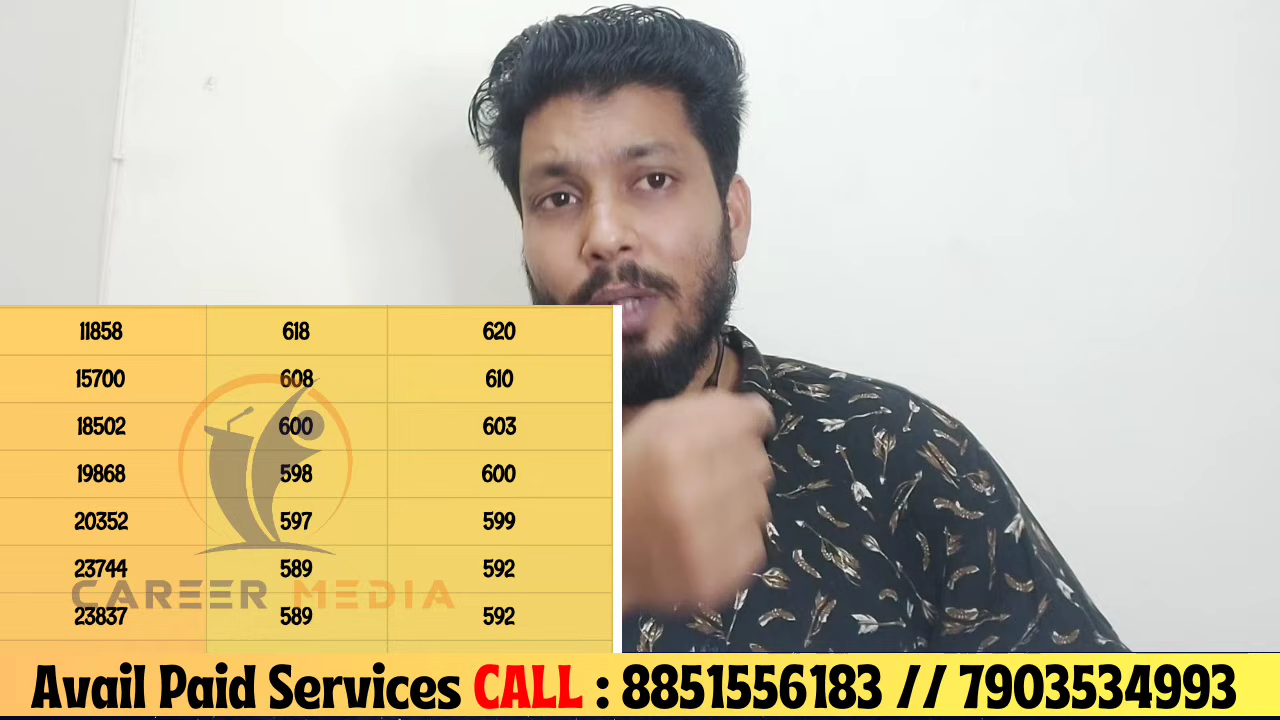 11858 618 620
15700 608 610
18502 600 603
19868 598 600
20352 597 599
23744 589 592
CAREER MEDIA
23837 589 592
Avail Paid Services CALL : 8851556183 // 7903534993